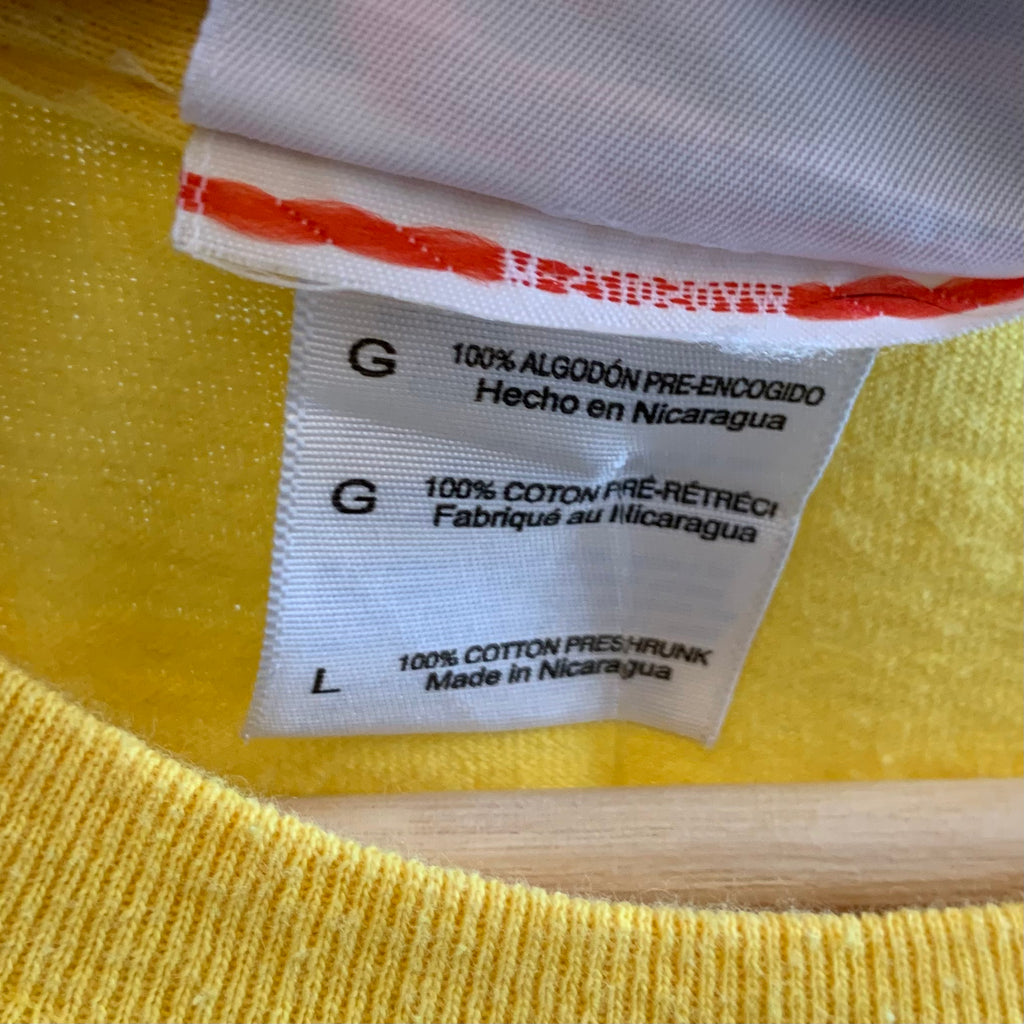 G 100% ALGODÓN PRE-ENCOGIDO
Hecho en Nicaragua
G 100% COTON PRÉ-RÉTRÉCI
Fabriqué au Nicaragua
L 100% COTTON PRESHRUNK
Made in Nicaragua